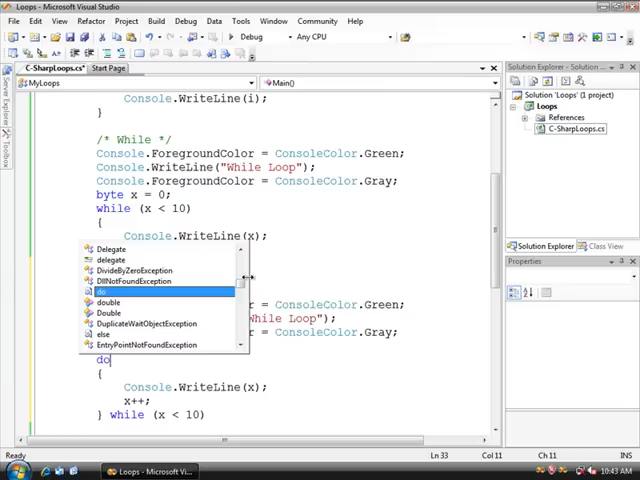 Loops - Microsoft Visual Studio
File Edit View Refactor Project Build Debug Data Tools Window Community Help
Debug Any CPU
C-SharpLoops.cs* Start Page
MyLoops Main()
Server Explorer
Toolbox
Console.WriteLine(i);
}
/* While */
Console.ForegroundColor = ConsoleColor.Green;
Console.WriteLine("While Loop");
Console.ForegroundColor = ConsoleColor.Gray;
byte x = 0;
while (x < 10)
{
Console.WriteLine(x);
Delegate
delegate
DivideByZeroException
DllNotFoundException
do
double
Double
DuplicateWaitObjectException
else
EntryPointNotFoundException
r = ConsoleColor.Green;
While Loop");
r = ConsoleColor.Gray;
do
{
Console.WriteLine(x);
x++;
} while (x < 10)
Solution Explorer - Solution ...
Solution 'Loops' (1 project)
Loops
References
C-SharpLoops.cs
Solution Explorer Class View
Properties
Ready Ln 33 Col 11 Ch 11 INS
Loops - Microsoft Vi...
10:43 AM